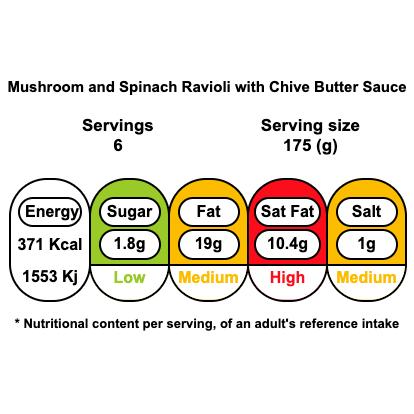 Mushroom and Spinach Ravioli with Chive Butter Sauce
Servings Serving size
6 175 (g)
Energy Sugar Fat Sat Fat Salt
371 Kcal 1.8g 19g 10.4g 1g
1553 Kj Low Medium High Medium
* Nutritional content per serving, of an adult's reference intake